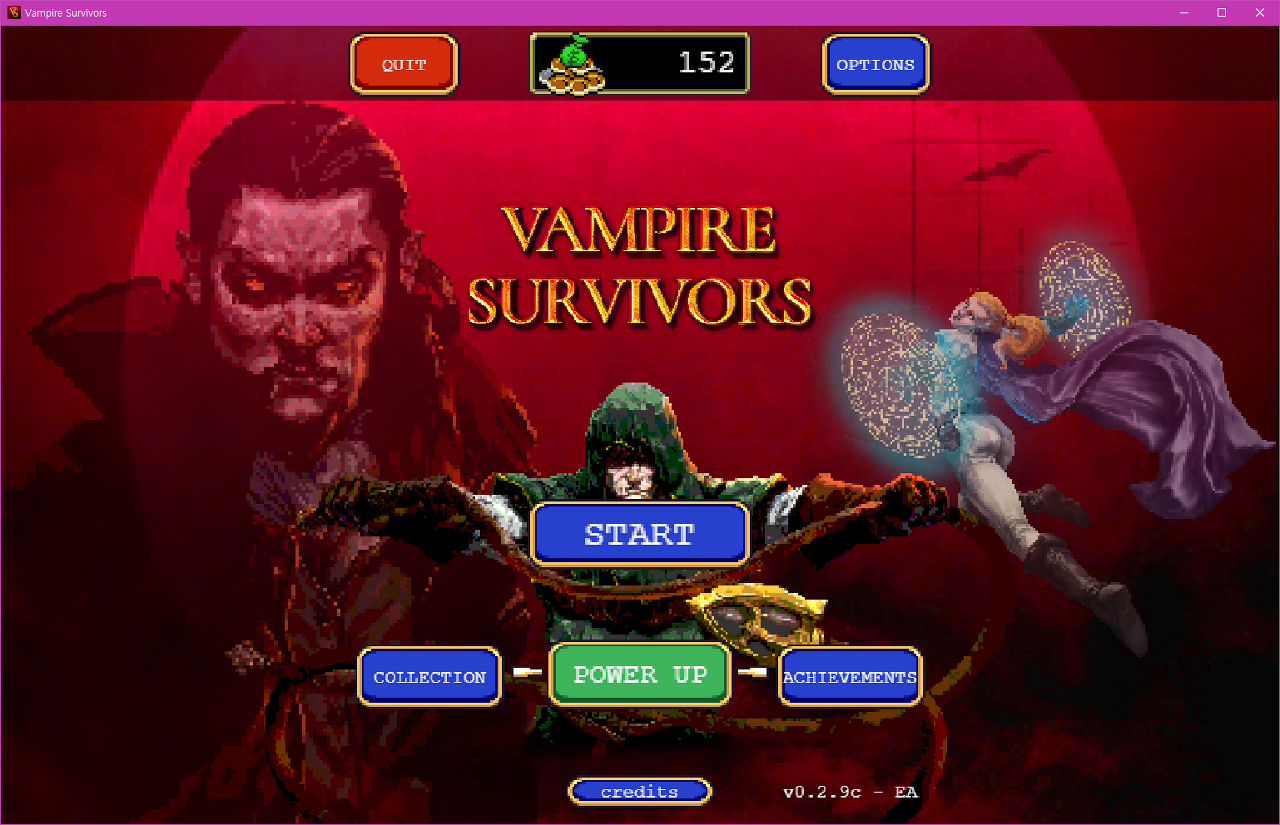 Vampire Survivors
QUIT
152
OPTIONS
VAMPIRE
SURVIVORS
START
COLLECTION
POWER UP
ACHIEVEMENTS
credits
v0.2.9c - EA